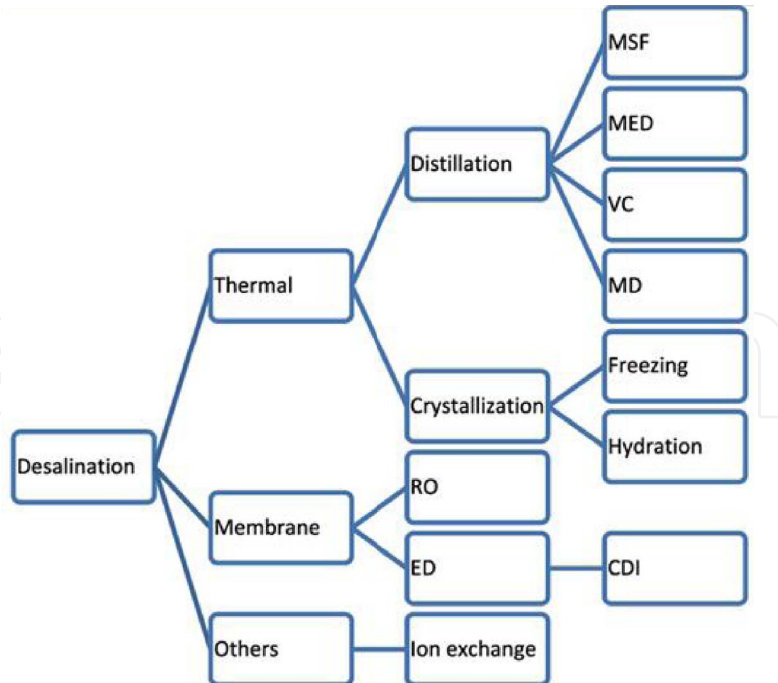 MSF
MED
Distillation
VC
Thermal
MD
Freezing
Crystallization
Hydration
Desalination
RO
Membrane
ED
CDI
Others
Ion exchange